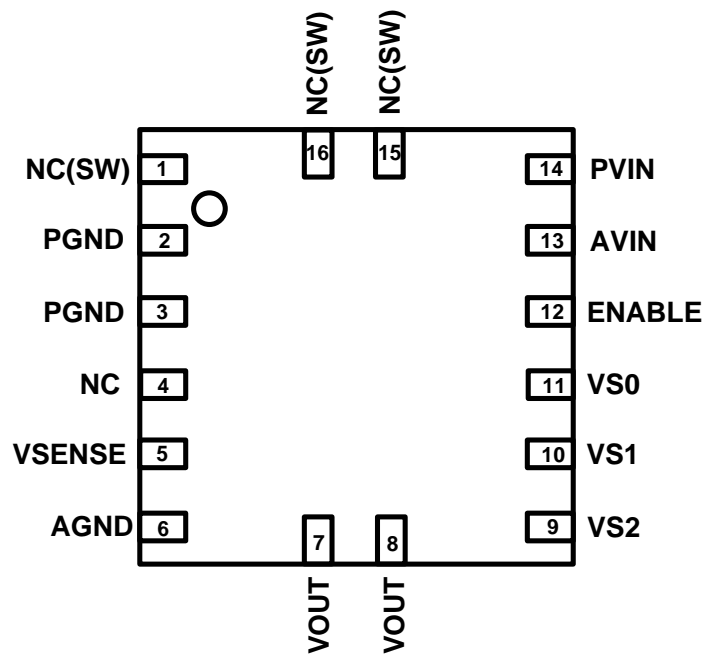 NC(SW)
NC(SW)
16
15
NC(SW)
1
14
PVIN
PGND
2
13
AVIN
PGND
3
12
ENABLE
NC
4
11
VS0
VSENSE
5
10
VS1
AGND
6
9
VS2
7
8
VOUT
VOUT